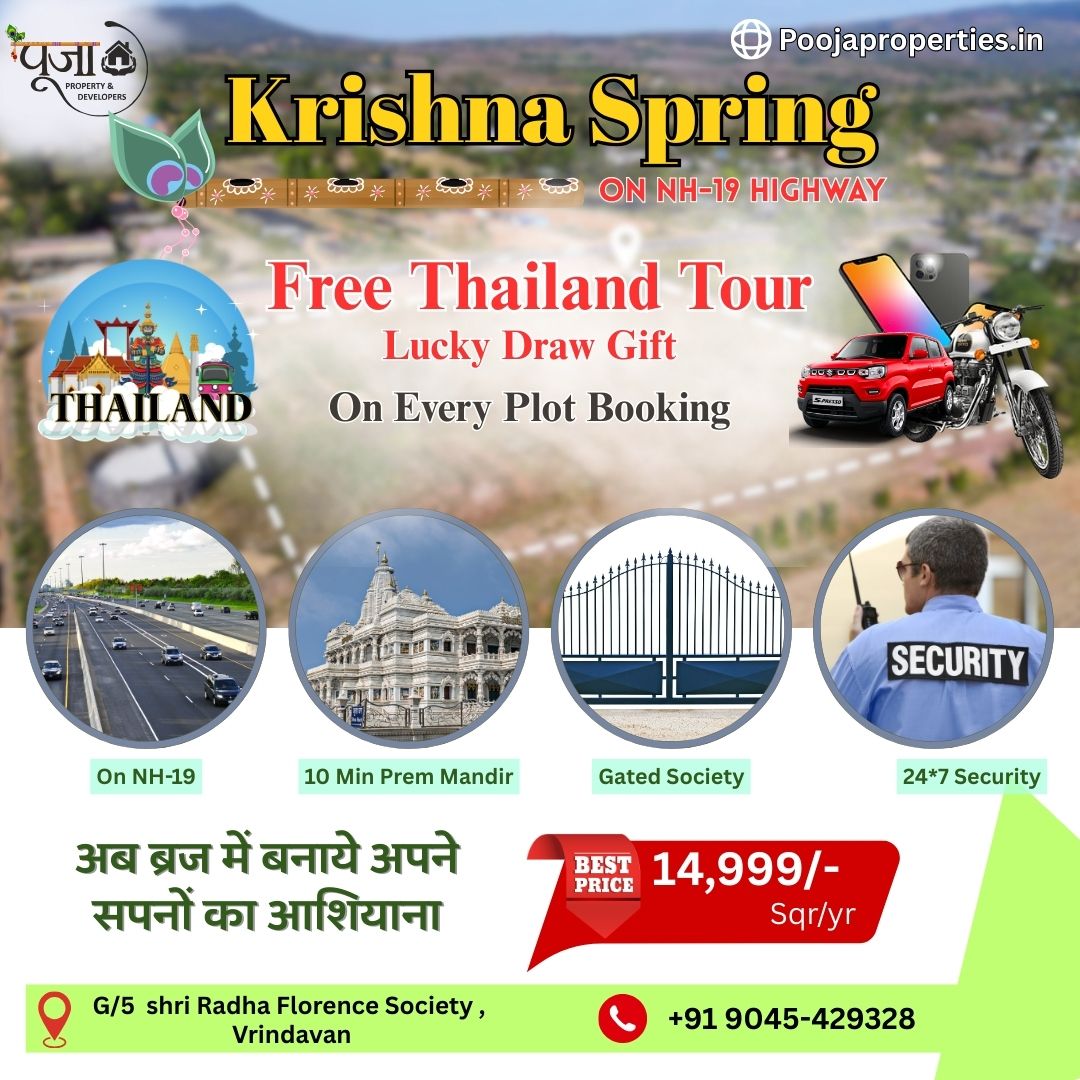 पूजा
PROPERTY &
DEVELOPERS
Poojaproperties.in
Krishna Spring
ON NH-19 HIGHWAY
Free Thailand Tour
Lucky Draw Gift
On Every Plot Booking
THAILAND
S-PRESSO
SECURITY
On NH-19
10 Min Prem Mandir
Gated Society
24*7 Security
अब ब्रज में बनाये अपने
सपनों का आशियाना
BEST
PRICE
14,999/-
Sqr/yr
G/5 shri Radha Florence Society ,
Vrindavan
+91 9045-429328